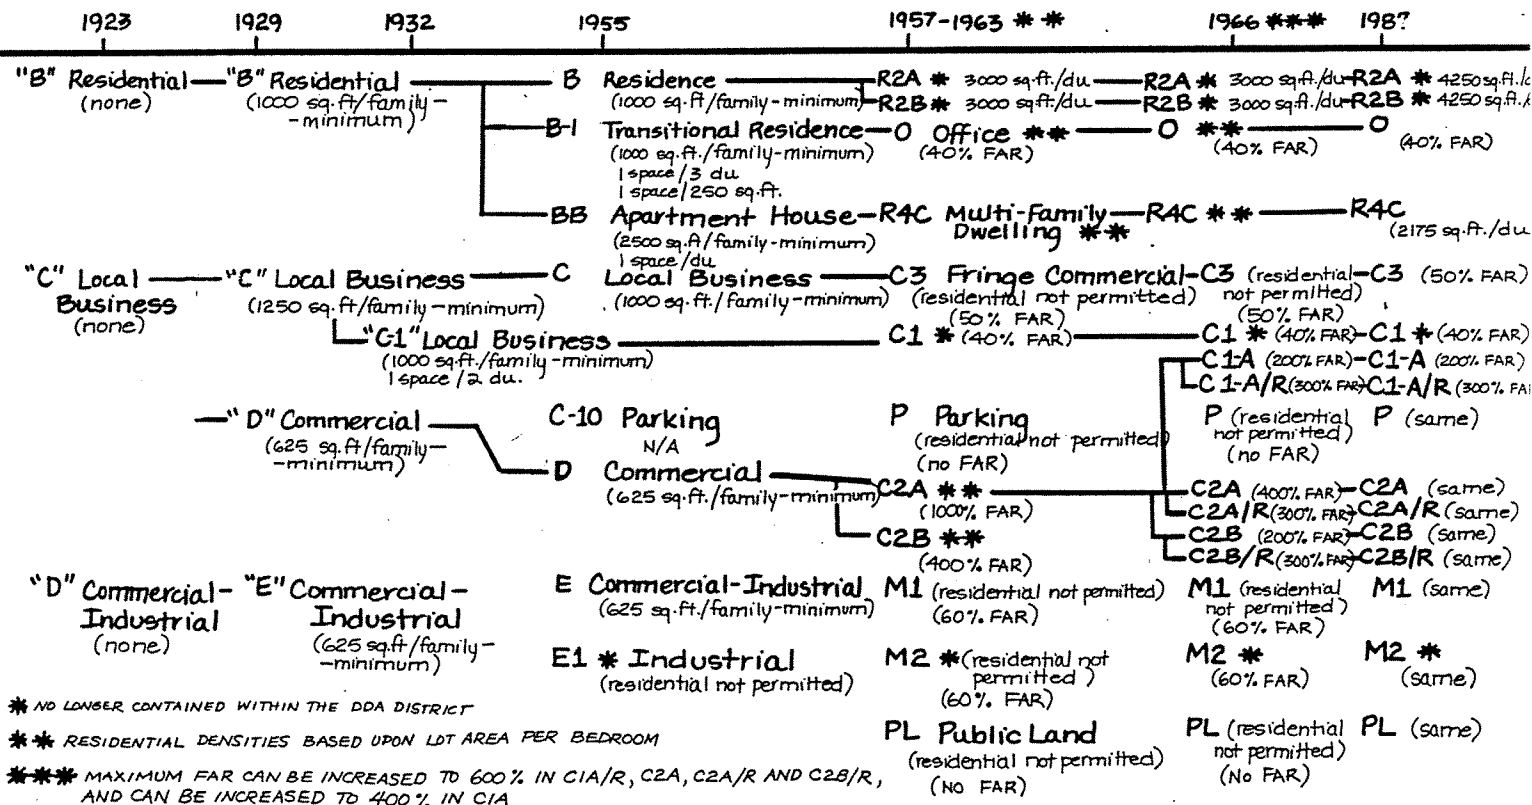 1923 1929 1932 1955 1957-1963 ** 1966 *** 198?
"B" Residential "B" Residential B Residence R2A * 3000 sq.ft./du R2A * 3000 sq.ft./du R2A * 4250 sq.ft./
(none) (1000 sq.ft/family- (1000 sq.ft/family-minimum) R2B * 3000 sq.ft/du R2B * 3000 sq.ft/du R2B * 4250 sq.ft./
-minimum)
B-1 Transitional Residence O Office ** O ** O
(1000 sq.ft./family-minimum) (40% FAR) (40% FAR) (40% FAR)
1 space/3 du
1 space/250 sq.ft.
BB Apartment House R4C Multi-Family R4C ** R4C
Dwelling **
(2500 sq.ft/family-minimum) (2175 sq.ft./du
1 space/du
"C" Local "C" Local Business C Local Business C3 Fringe Commercial C3 (residential C3 (50% FAR)
Business (1250 sq.ft/family-minimum) (1000 sq.ft./family-minimum) (residential not permitted) not permitted)
(none) (50% FAR) (50% FAR)
"C-1" Local Business C1 * (40% FAR) C1 * (40% FAR) C1 * (40% FAR)
(1000 sq.ft./family-minimum) C1-A (200% FAR) C1-A (200% FAR)
1 space/2 du. C1-A/R (300% FAR) C1-A/R (300% FA
"D" Commercial C-10 Parking P Parking P (residential P (same)
(625 sq.ft/family- N/A (residential not permitted) not permitted)
-minimum) (no FAR) (no FAR)
D Commercial
(625 sq.ft./family-minimum) C2A ** C2A (400% FAR) C2A (same)
(1000% FAR) C2A/R (300% FAR) C2A/R (same)
C2B ** C2B (200% FAR) C2B (same)
(400% FAR) C2B/R (300% FAR) C2B/R (same)
"D" Commercial- "E" Commercial- E Commercial-Industrial M1 (residential not permitted) M1 (residential M1 (same)
Industrial Industrial (625 sq.ft./family-minimum) (60% FAR) not permitted)
(none) (625 sq.ft/family- (60% FAR)
-minimum)
E1 * Industrial M2 * (residential not M2 * M2 *
(residential not permitted) permitted) (60% FAR) (same)
(60% FAR)
* NO LONGER CONTAINED WITHIN THE DDA DISTRICT
** RESIDENTIAL DENSITIES BASED UPON LOT AREA PER BEDROOM
PL Public Land PL (residential PL (same)
(residential not permitted) not permitted)
(NO FAR) (NO FAR)
*** MAXIMUM FAR CAN BE INCREASED TO 600% IN C1A/R, C2A, C2A/R AND C2B/R,
AND CAN BE INCREASED TO 400% IN C1A